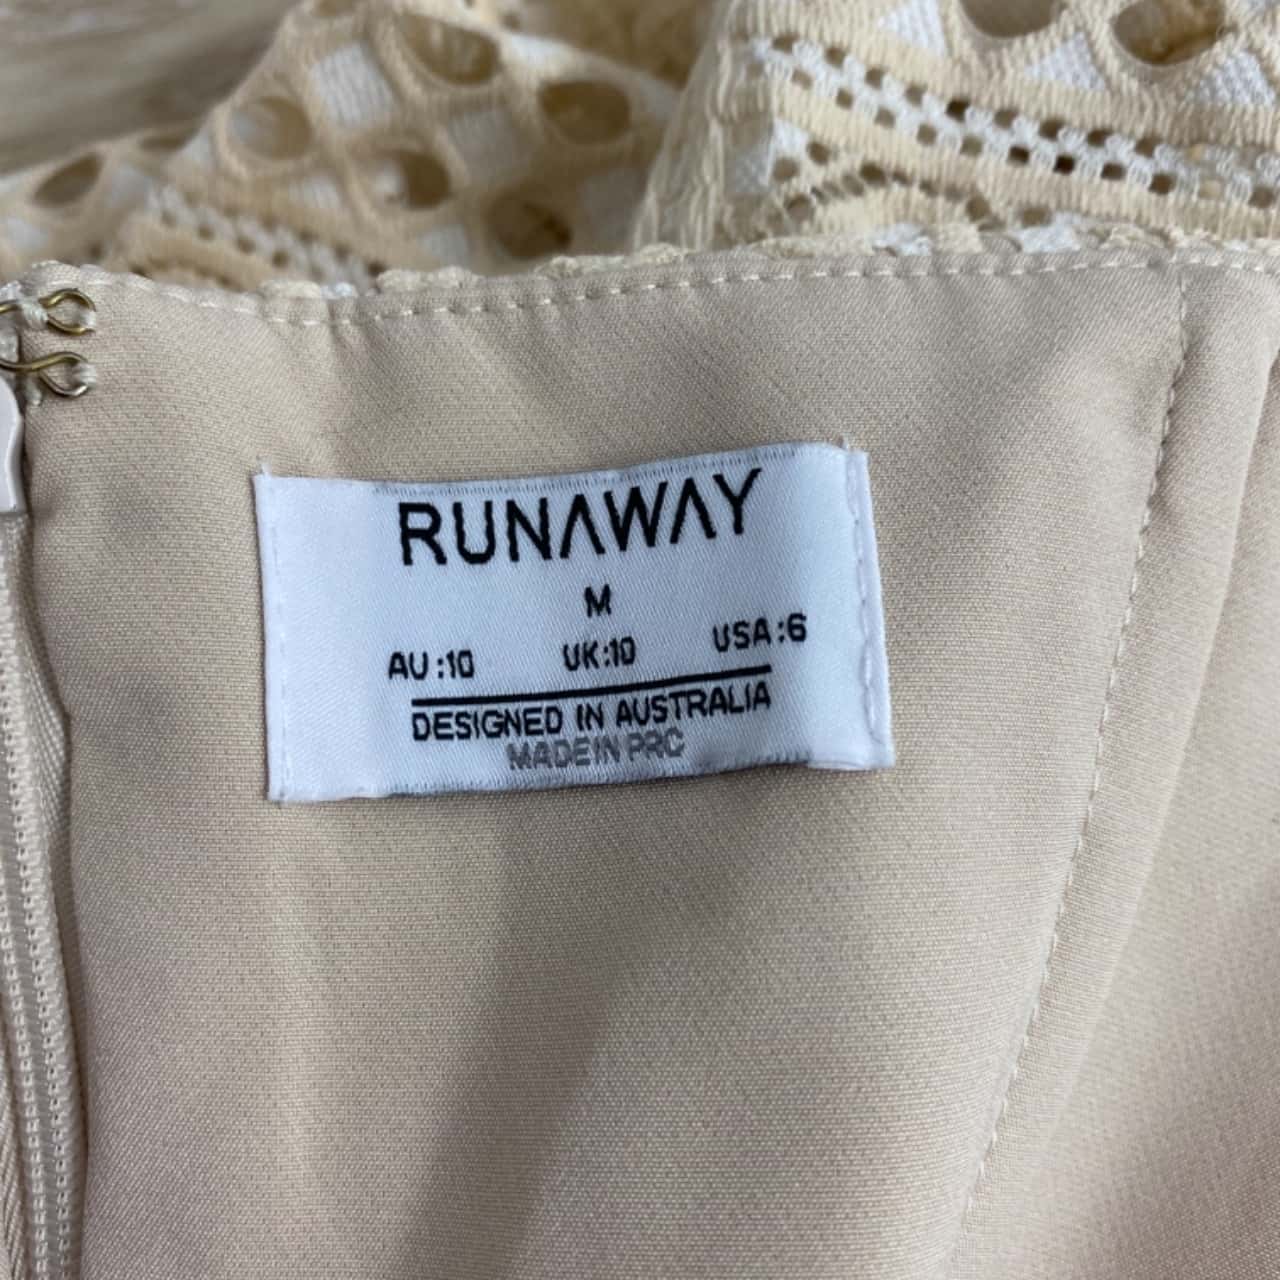 RUNAWAY
M
AU:10 UK:10 USA:6
DESIGNED IN AUSTRALIA
MADE IN PRC